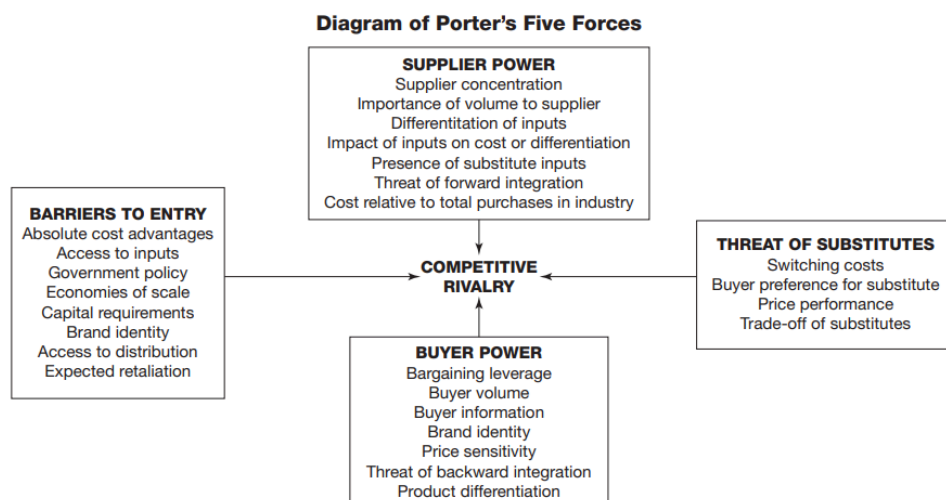 Diagram of Porter's Five Forces
SUPPLIER POWER
Supplier concentration
Importance of volume to supplier
Differentitation of inputs
Impact of inputs on cost or differentiation
Presence of substitute inputs
Threat of forward integration
Cost relative to total purchases in industry
BARRIERS TO ENTRY
Absolute cost advantages
Access to inputs
Government policy
Economies of scale
Capital requirements
Brand identity
Access to distribution
Expected retaliation
COMPETITIVE
RIVALRY
THREAT OF SUBSTITUTES
Switching costs
Buyer preference for substitute
Price performance
Trade-off of substitutes
BUYER POWER
Bargaining leverage
Buyer volume
Buyer information
Brand identity
Price sensitivity
Threat of backward integration
Product differentiation